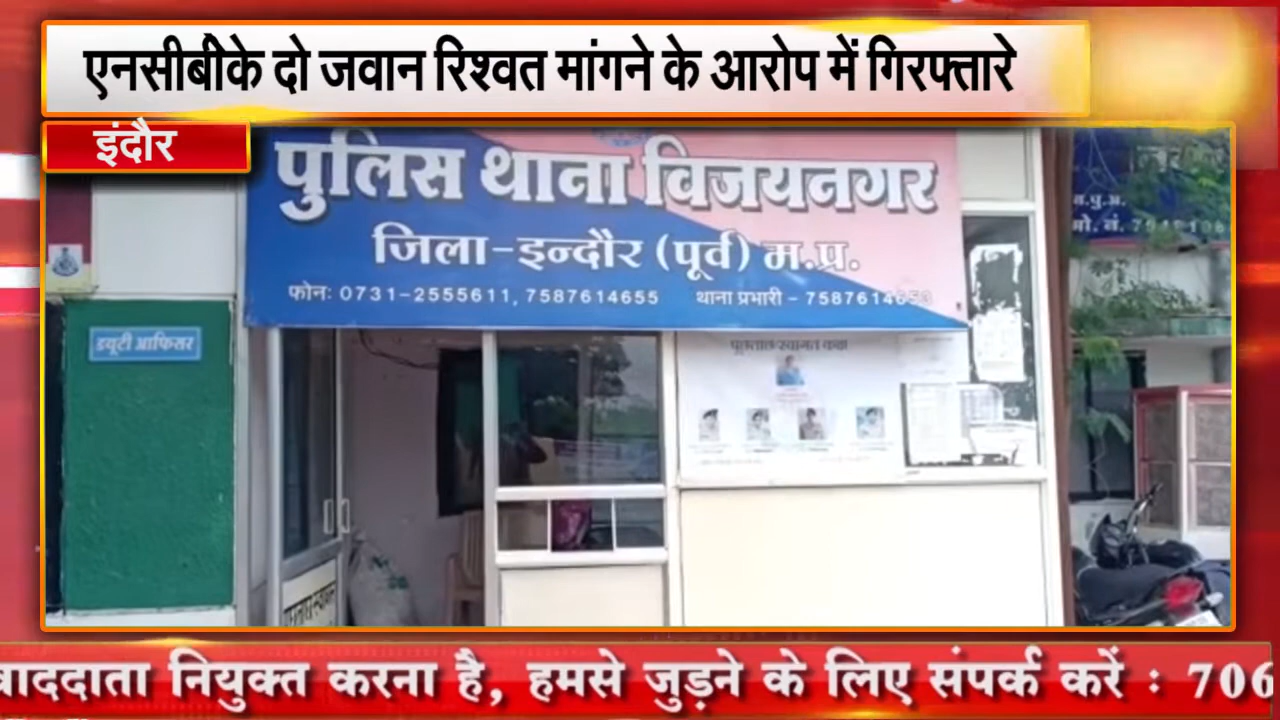 एनसीबीके दो जवान रिश्वत मांगने के आरोप में गिरफ्तारे
इंदौर
पुलिस थाना विजयनगर
जिला-इन्दौर (पूर्व) म.प्र.
फोन: 0731-2555611, 7587614655 थाना प्रभारी - 7587614
ड्यूटी आफिसर
वाददाता नियुक्त करना है, हमसे जुड़ने के लिए संपर्क करें : 706